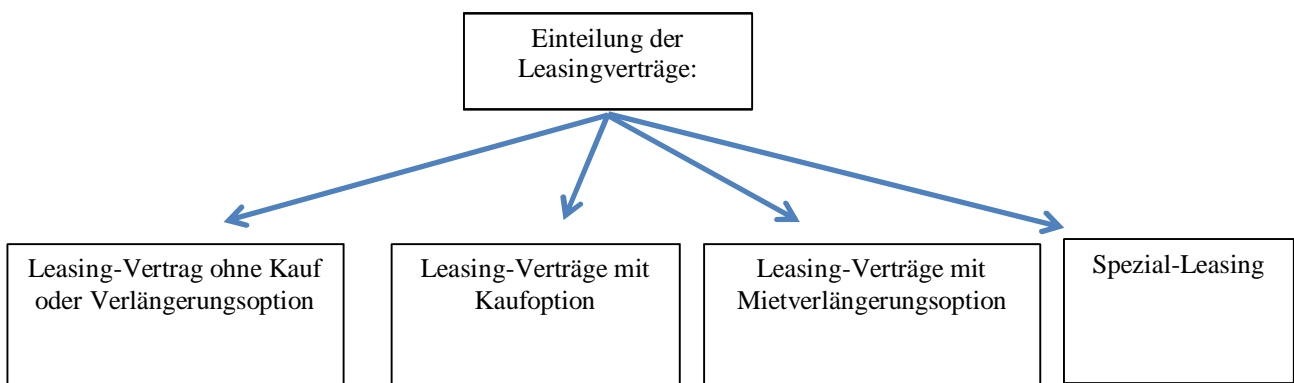 Einteilung der
Leasingverträge:
Leasing-Vertrag ohne Kauf
oder Verlängerungsoption
Leasing-Verträge mit
Kaufoption
Leasing-Verträge mit
Mietverlängerungsoption
Spezial-Leasing